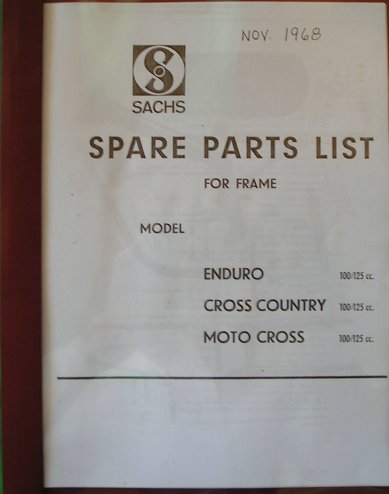 NOV. 1968
S
SACHS
SPARE PARTS LIST
FOR FRAME
MODEL
ENDURO 100/125 cc.
CROSS COUNTRY 100/125 cc.
MOTO CROSS 100/125 cc.